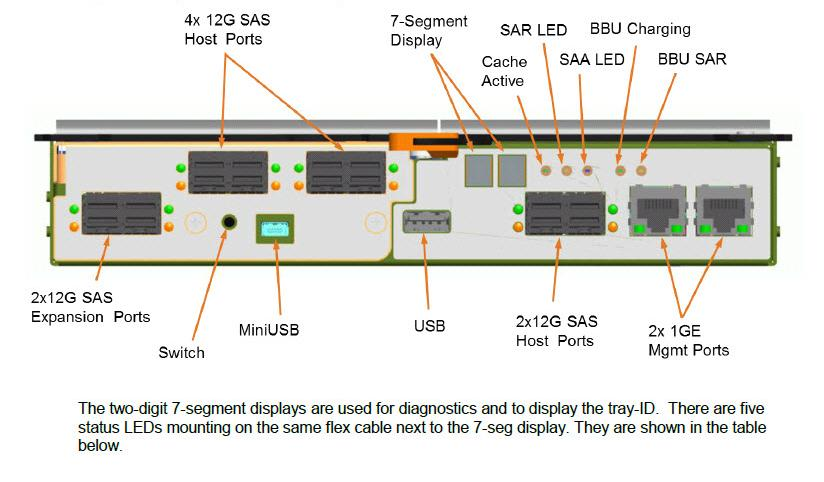 4x 12G SAS
Host Ports
7-Segment
Display
SAR LED
BBU Charging
Cache
Active
SAA LED
BBU SAR
2x12G SAS
Expansion Ports
Switch
MiniUSB
USB
2x12G SAS
Host Ports
2x 1GE
Mgmt Ports
The two-digit 7-segment displays are used for diagnostics and to display the tray-ID. There are five
status LEDs mounting on the same flex cable next to the 7-seg display. They are shown in the table
below.